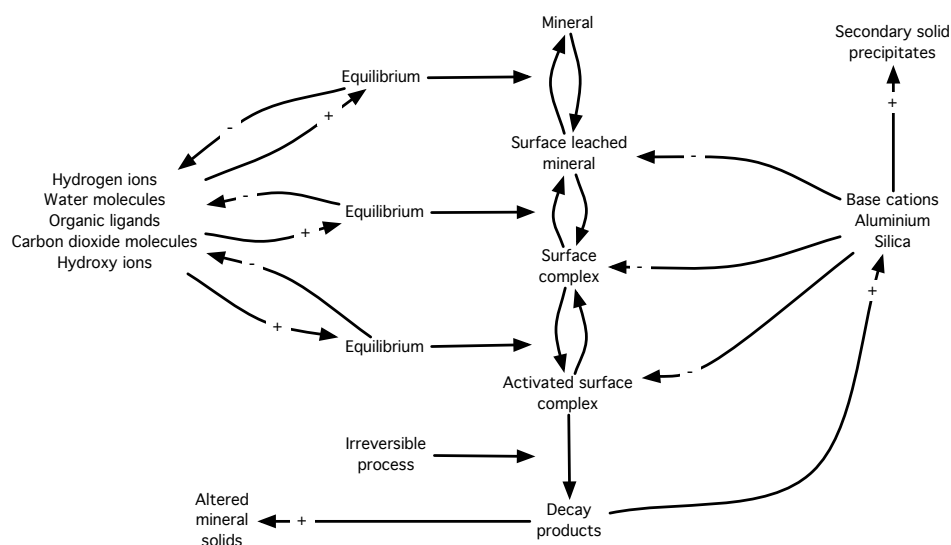 Mineral
Secondary solid
precipitates
Equilibrium
+
-
+
Surface leached
mineral
-
Hydrogen ions
Water molecules
Organic ligands
Carbon dioxide molecules
Hydroxy ions
-
Equilibrium
+
Base cations
Aluminium
Silica
-
Surface
complex
-
+
+
Equilibrium
-
Activated surface
complex
Irreversible
process
Altered
mineral
solids
+
Decay
products